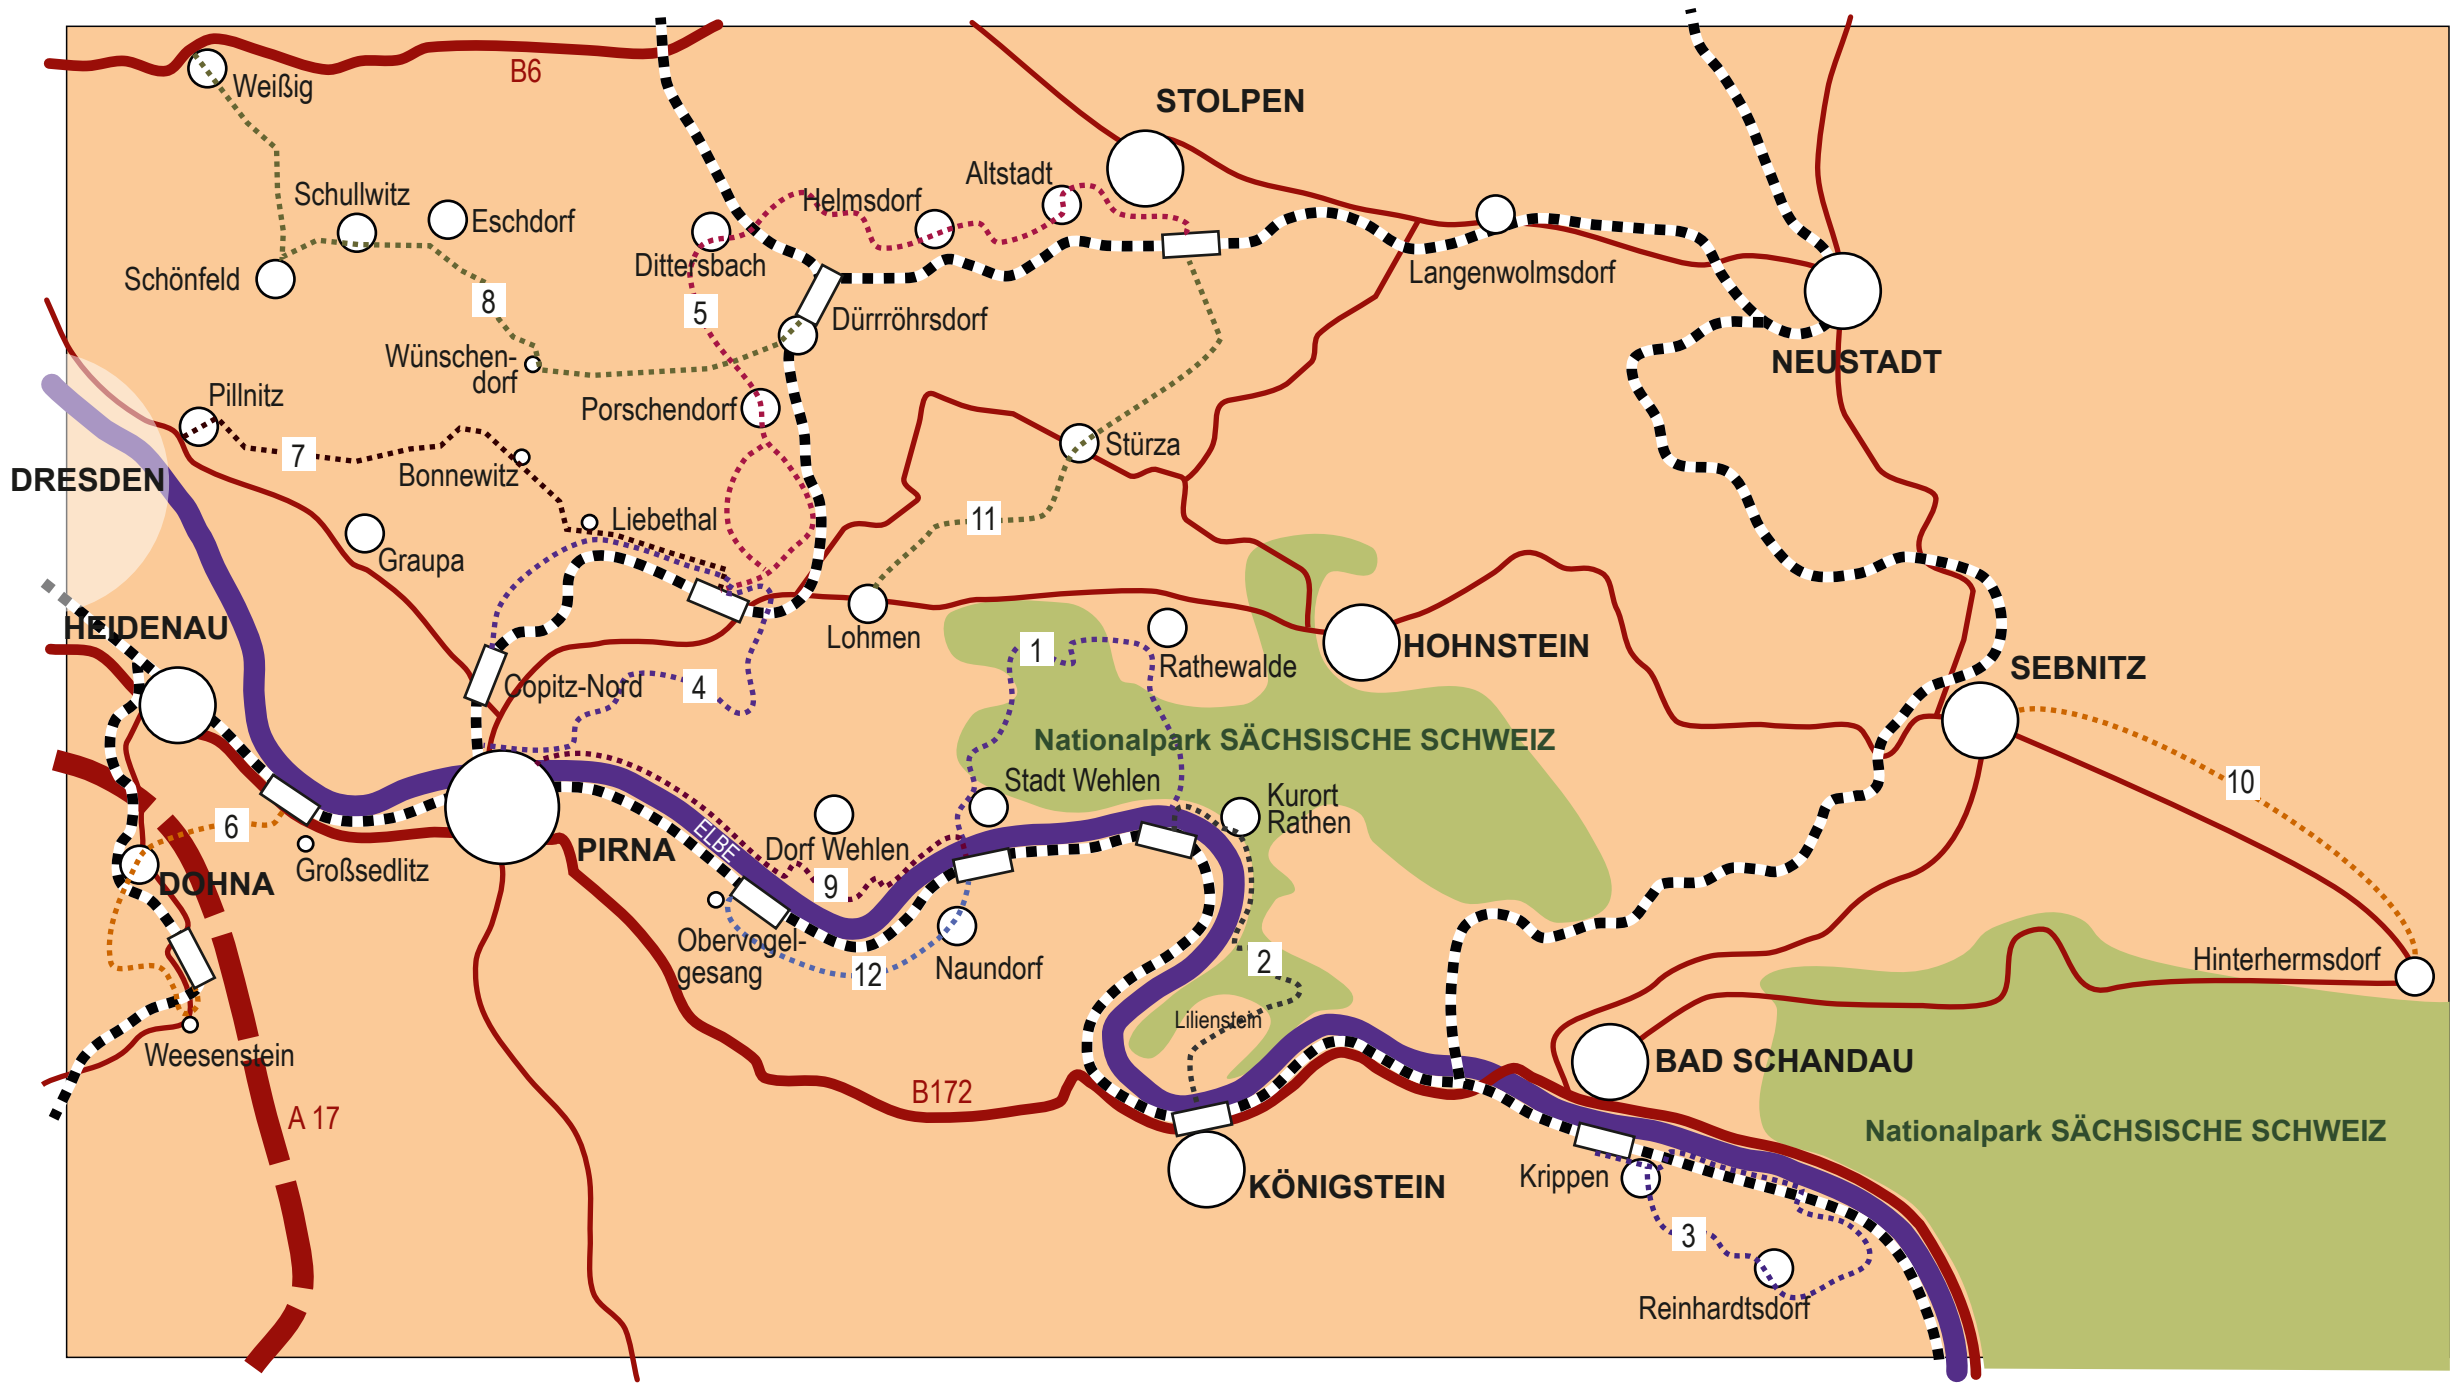 B6
Weißig
STOLPEN
Altstadt
Schullwitz
Helmsdorf
Eschdorf
Dittersbach
Schönfeld
Langenwolmsdorf
8
5
Dürrröhrsdorf
Wünschen-
dorf
NEUSTADT
Pillnitz
Porschendorf
7
Stürza
Bonnewitz
DRESDEN
11
Liebethal
Graupa
HEIDENAU
Lohmen
1
HOHNSTEIN
Rathewalde
SEBNITZ
Copitz-Nord
4
Nationalpark SÄCHSISCHE SCHWEIZ
Stadt Wehlen
10
Kurort
Rathen
6
ELBE
PIRNA
Dorf Wehlen
Großsedlitz
DOHNA
9
Obervogel-
gesang
12
Naundorf
2
Hinterhermsdorf
Lilienstein
Weesenstein
BAD SCHANDAU
B172
A 17
Nationalpark SÄCHSISCHE SCHWEIZ
Krippen
KÖNIGSTEIN
3
Reinhardtsdorf